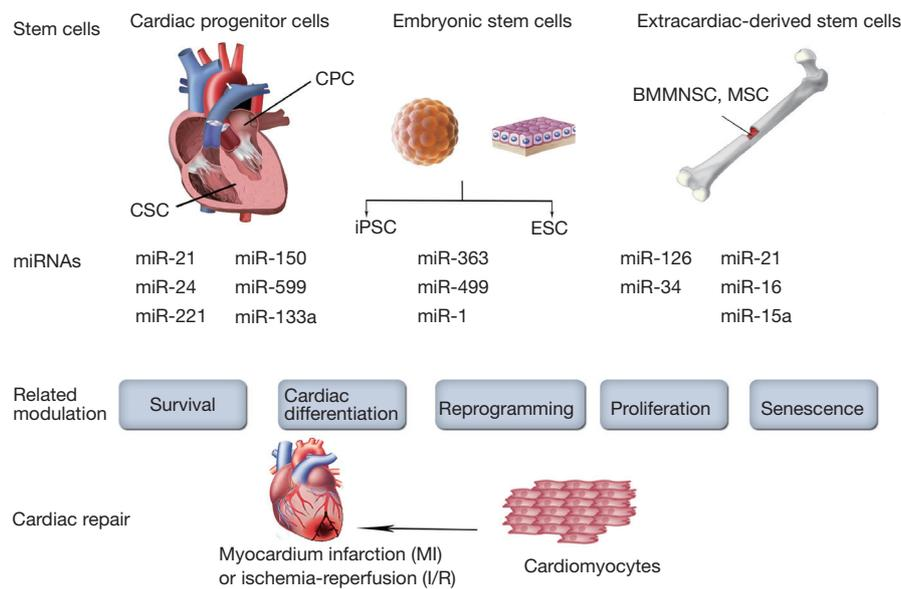 Stem cells
Cardiac progenitor cells
Embryonic stem cells
Extracardiac-derived stem cells
CPC
CSC
iPSC
ESC
BMMNSC, MSC
miRNAs
miR-21 miR-150 miR-363 miR-126 miR-21
miR-24 miR-599 miR-499 miR-34 miR-16
miR-221 miR-133a miR-1 miR-15a
Related
modulation
Survival
Cardiac
differentiation
Reprogramming
Proliferation
Senescence
Cardiac repair
Myocardium infarction (MI)
or ischemia-reperfusion (I/R)
Cardiomyocytes